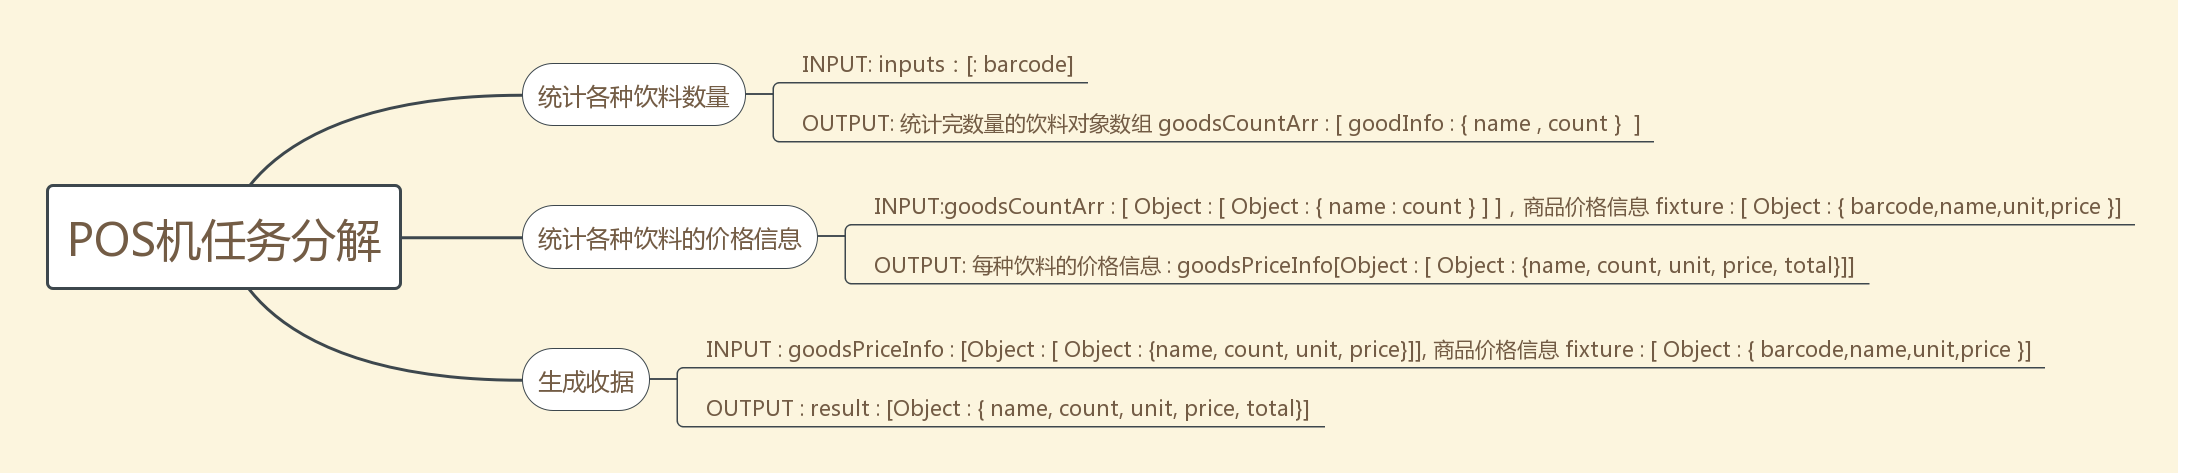 POS机任务分解
统计各种饮料数量
INPUT: inputs : [: barcode]
OUTPUT: 统计完数量的饮料对象数组 goodsCountArr : [ goodInfo : { name , count }  ]
统计各种饮料的价格信息
INPUT:goodsCountArr : [ Object : [ Object : { name : count } ] ] , 商品价格信息 fixture : [ Object : { barcode,name,unit,price }]
OUTPUT: 每种饮料的价格信息 : goodsPriceInfo[Object : [ Object : {name, count, unit, price, total}]]
生成收据
INPUT : goodsPriceInfo : [Object : [ Object : {name, count, unit, price}]], 商品价格信息 fixture : [ Object : { barcode,name,unit,price }]
OUTPUT : result : [Object : { name, count, unit, price, total}]